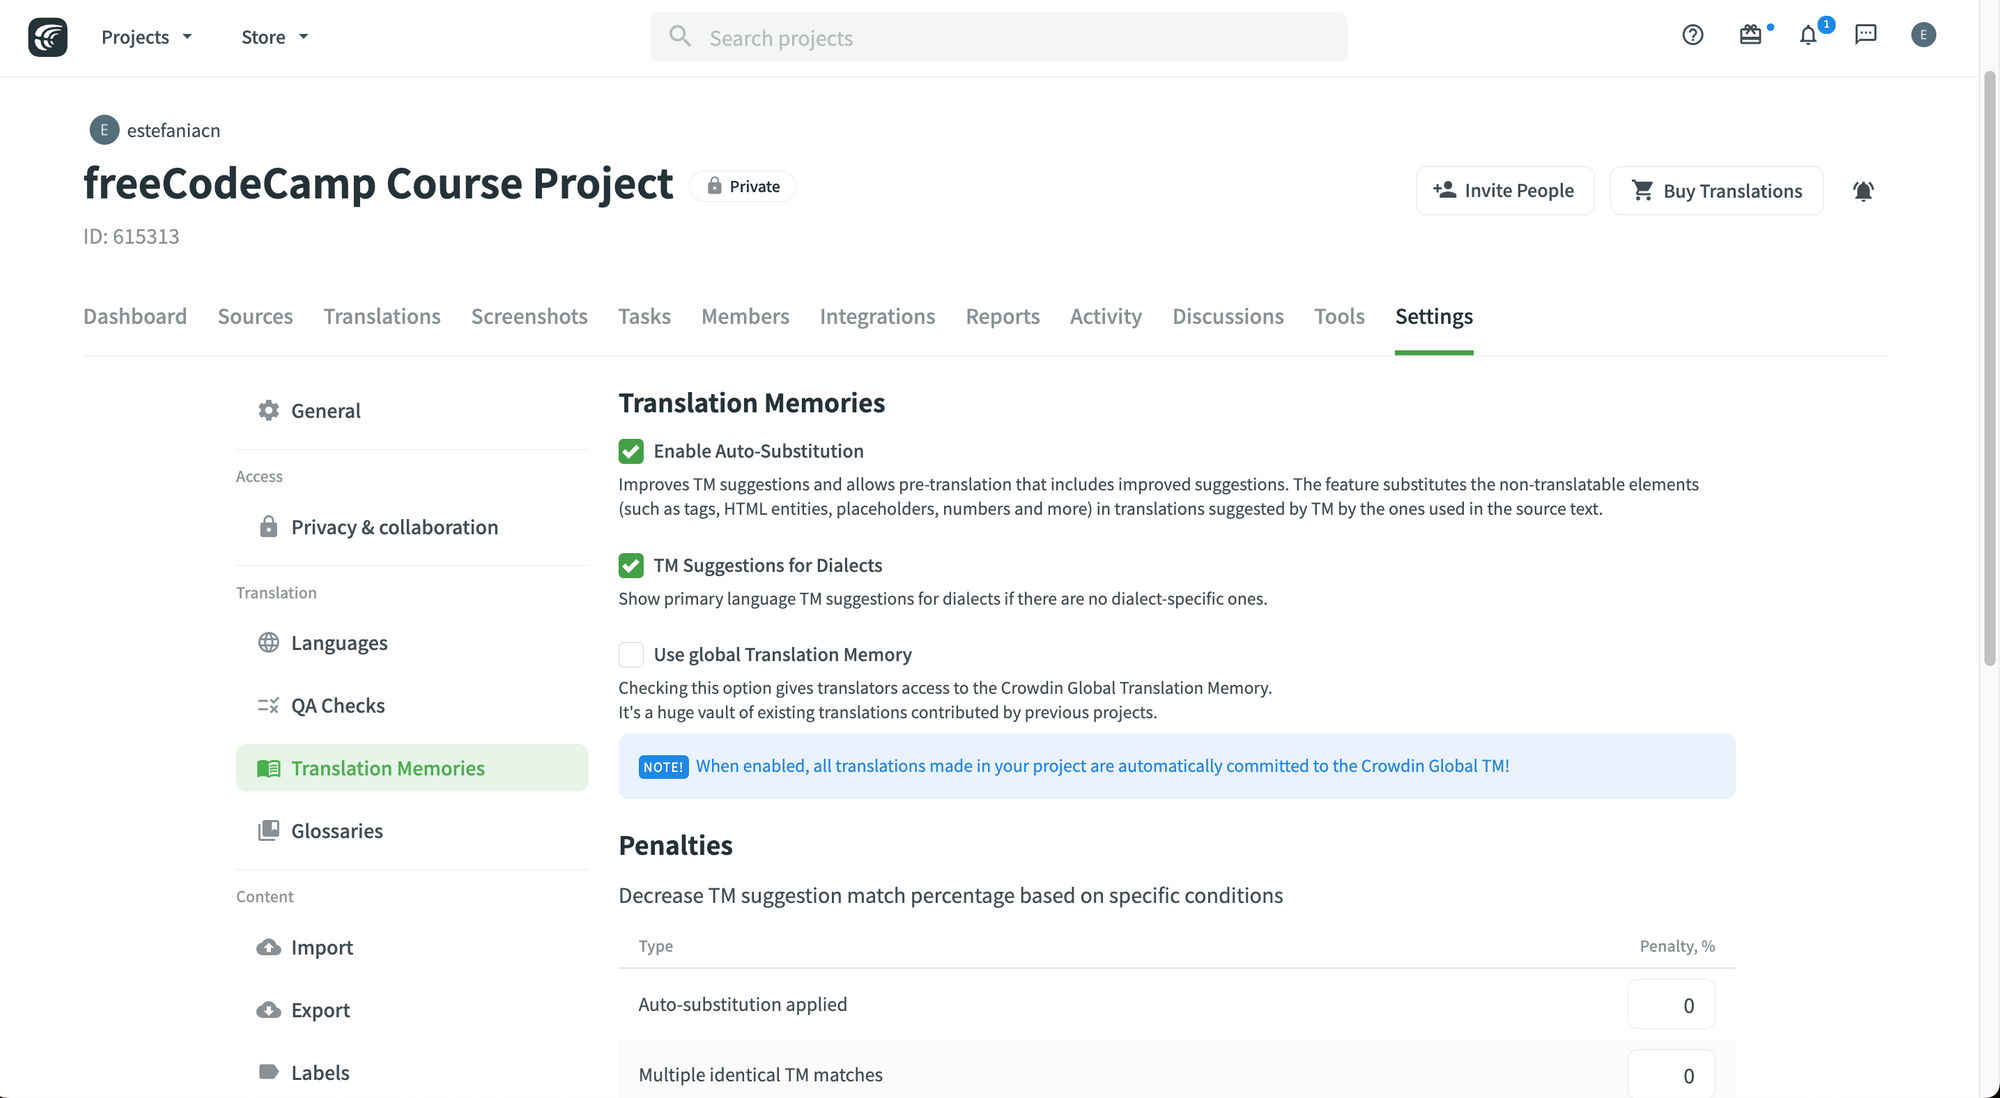 Projects
Store
Search projects
1
E
E
estefaniacn
freeCodeCamp Course Project
Private
ID: 615313
Invite People
Buy Translations
Dashboard
Sources
Translations
Screenshots
Tasks
Members
Integrations
Reports
Activity
Discussions
Tools
Settings
General
Access
Privacy & collaboration
Translation
Languages
QA Checks
Translation Memories
Glossaries
Content
Import
Export
Labels
Translation Memories
Enable Auto-Substitution
Improves TM suggestions and allows pre-translation that includes improved suggestions. The feature substitutes the non-translatable elements
(such as tags, HTML entities, placeholders, numbers and more) in translations suggested by TM by the ones used in the source text.
TM Suggestions for Dialects
Show primary language TM suggestions for dialects if there are no dialect-specific ones.
Use global Translation Memory
Checking this option gives translators access to the Crowdin Global Translation Memory.
It's a huge vault of existing translations contributed by previous projects.
NOTE! When enabled, all translations made in your project are automatically committed to the Crowdin Global TM!
Penalties
Decrease TM suggestion match percentage based on specific conditions
Type
Penalty, %
Auto-substitution applied
0
Multiple identical TM matches
0